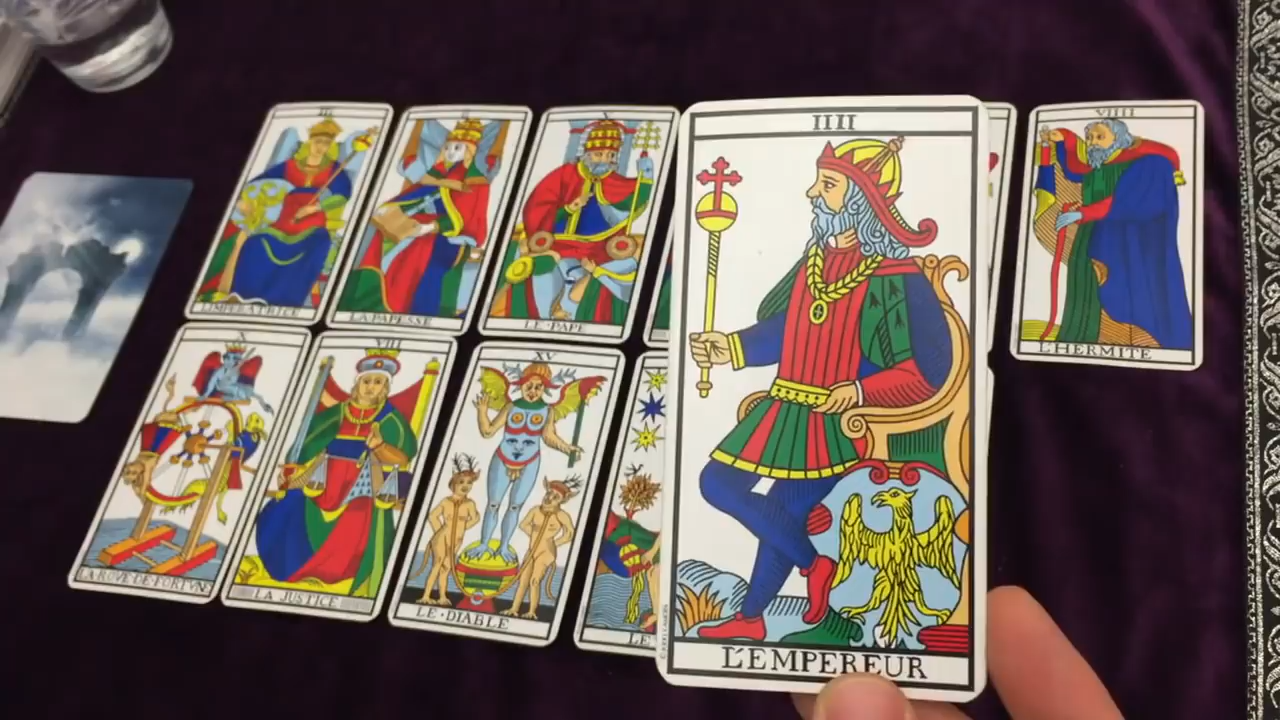 III
L'IMPERATRICE
LA PAPESSE
LE·PAPE
IIII
L'EMPEREUR
VIIII
L'HERMITE
X
LA·ROVE·DE·FORTVNE
VIII
LA JUSTICE
XV
LE·DIABLE
LE